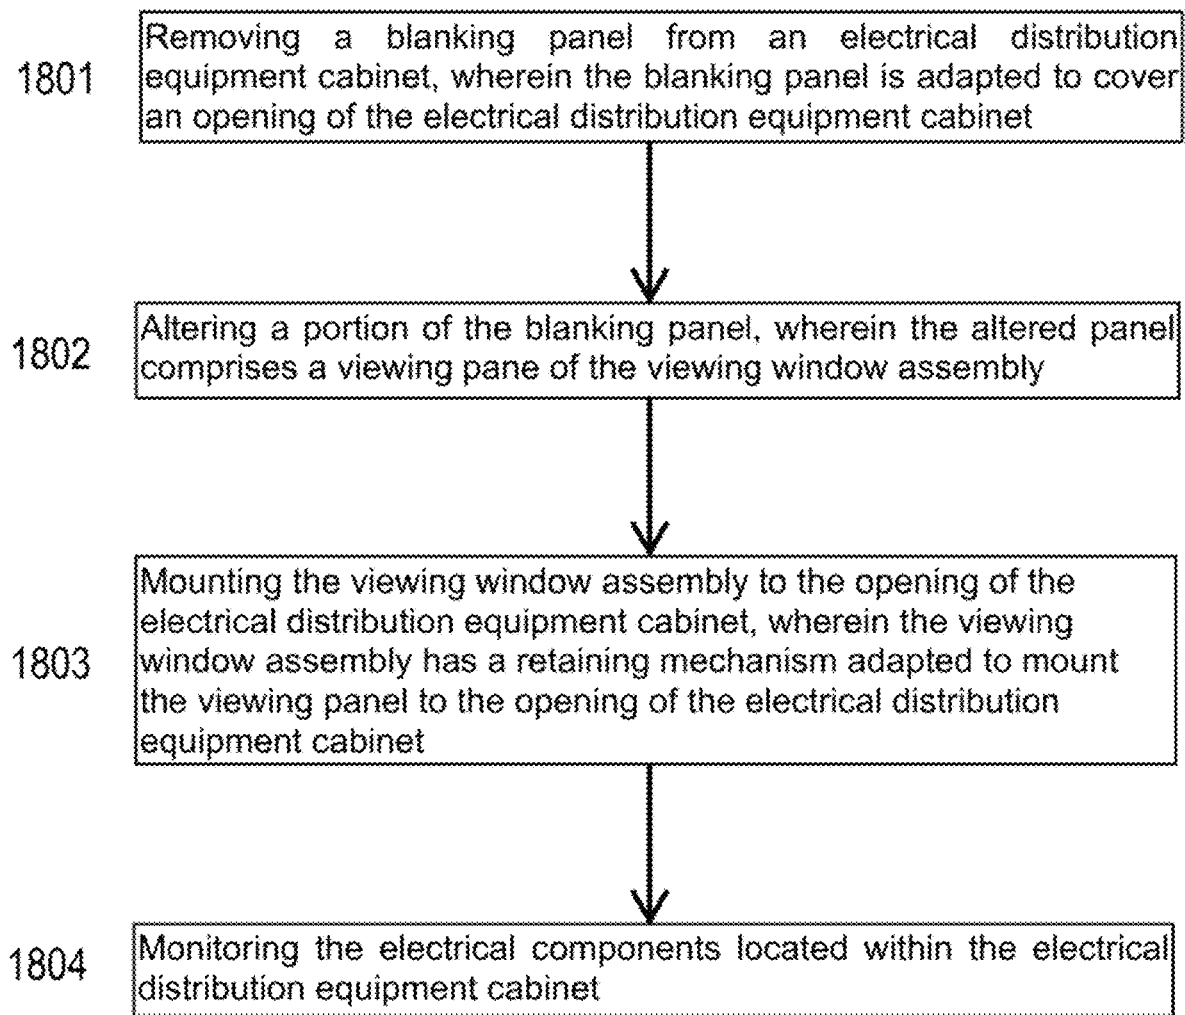 1801
Removing a blanking panel from an electrical distribution
equipment cabinet, wherein the blanking panel is adapted to cover
an opening of the electrical distribution equipment cabinet
1802
Altering a portion of the blanking panel, wherein the altered panel
comprises a viewing pane of the viewing window assembly
1803
Mounting the viewing window assembly to the opening of the
electrical distribution equipment cabinet, wherein the viewing
window assembly has a retaining mechanism adapted to mount
the viewing panel to the opening of the electrical distribution
equipment cabinet
1804
Monitoring the electrical components located within the electrical
distribution equipment cabinet